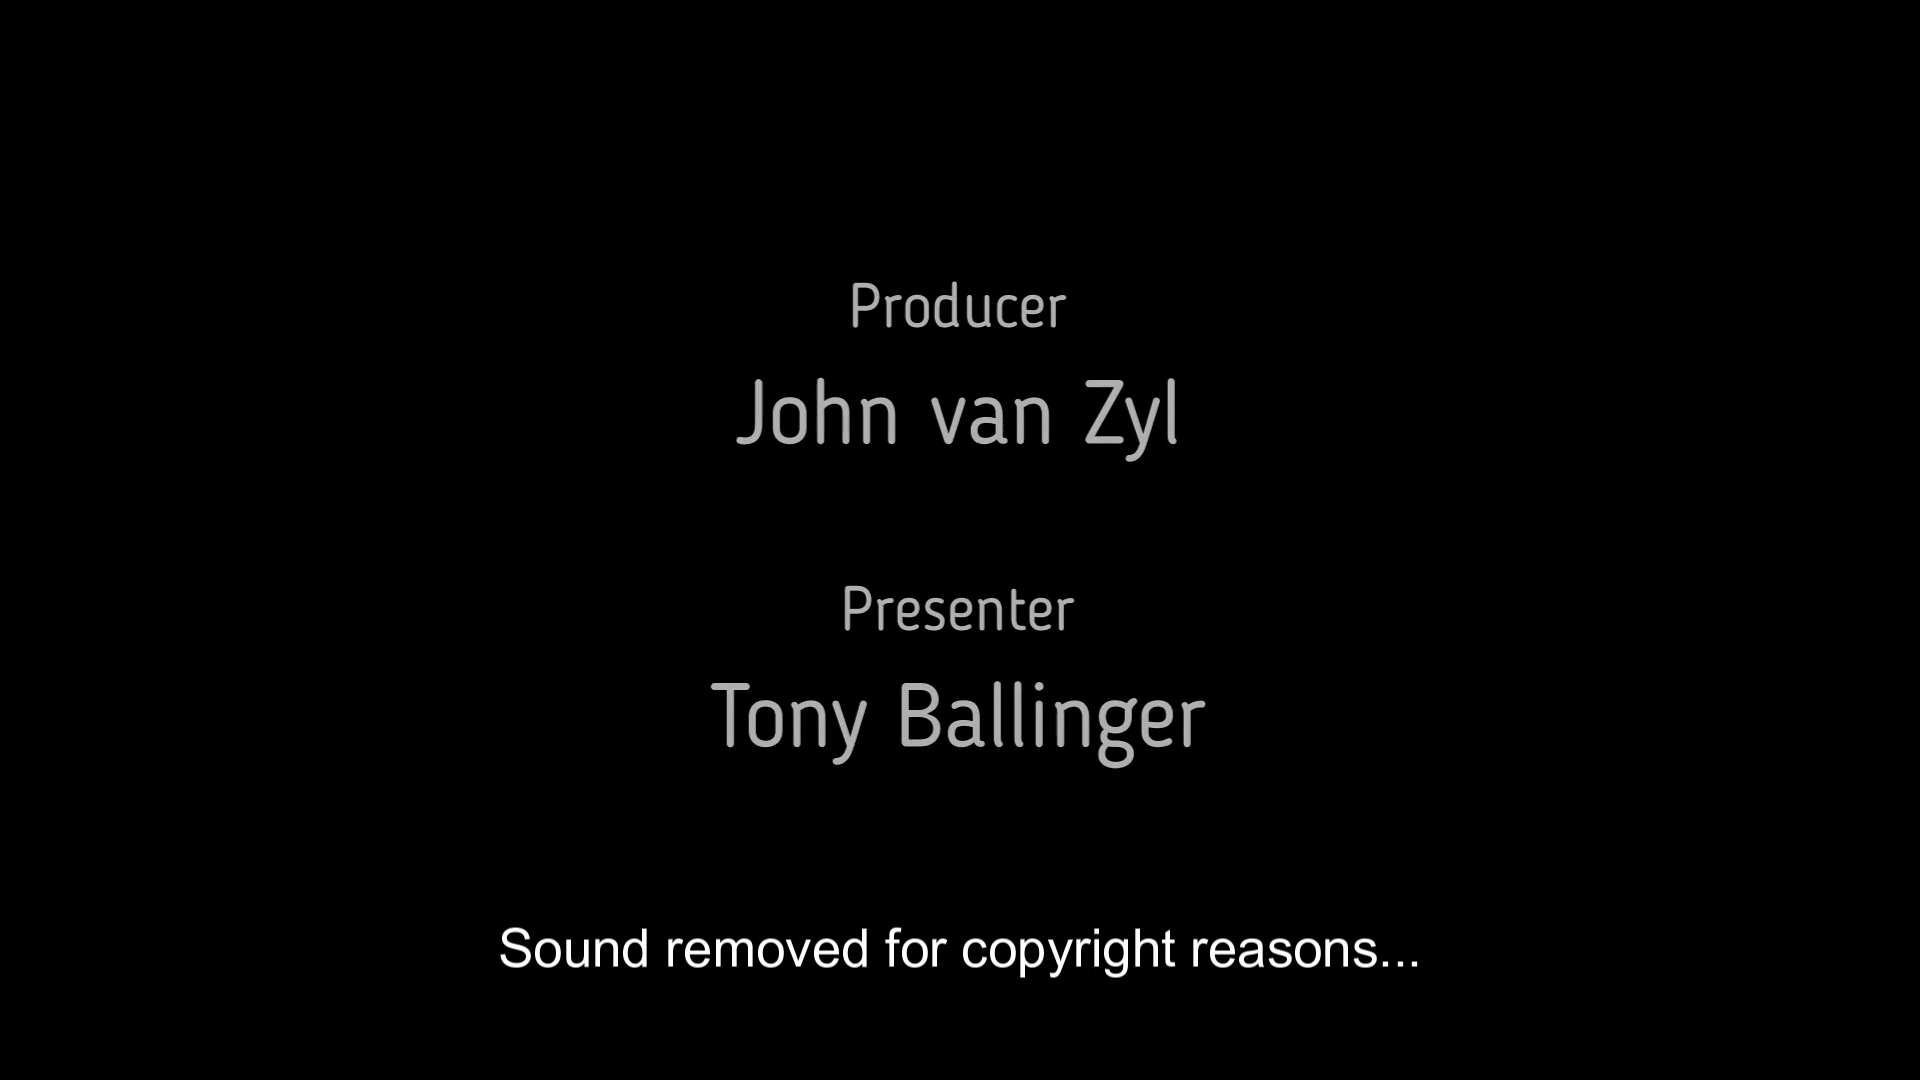 Producer
John van Zyl
Presenter
Tony Ballinger
Sound removed for copyright reasons...